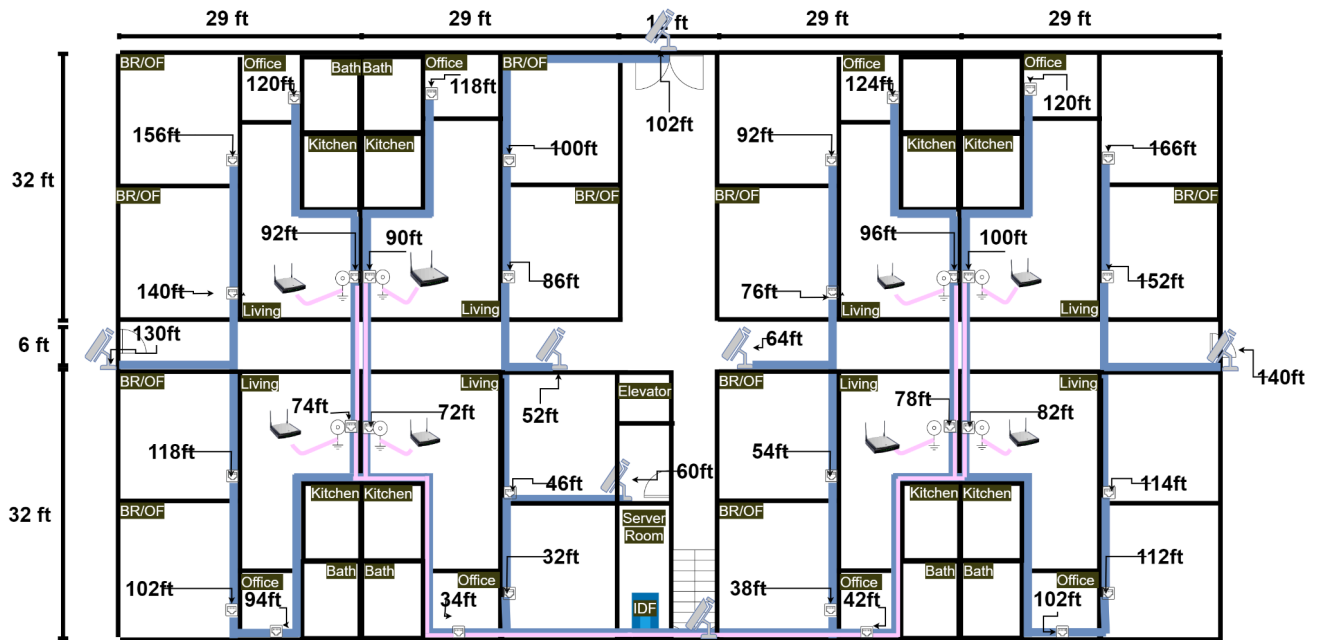 29 ft
29 ft
ft
29 ft
29 ft
BR/OF
Office
Bath
Bath
Office
BR/OF
Office
Office
120ft
118ft
124ft
120ft
102ft
156ft
Kitchen
Kitchen
100ft
92ft
Kitchen
Kitchen
166ft
32 ft
BR/OF
BR/OF
BR/OF
BR/OF
92ft
90ft
96ft
100ft
140ft
86ft
76ft
152ft
Living
Living
Living
Living
6 ft
130ft
64ft
140ft
BR/OF
Living
Living
Elevator
BR/OF
Living
Living
74ft
72ft
52ft
78ft
82ft
118ft
46ft
60ft
54ft
114ft
Kitchen
Kitchen
Kitchen
Kitchen
32 ft
BR/OF
Server
Room
BR/OF
32ft
112ft
Bath
Bath
Bath
Bath
102ft
Office
94ft
Office
34ft
IDF
38ft
Office
42ft
Office
102ft